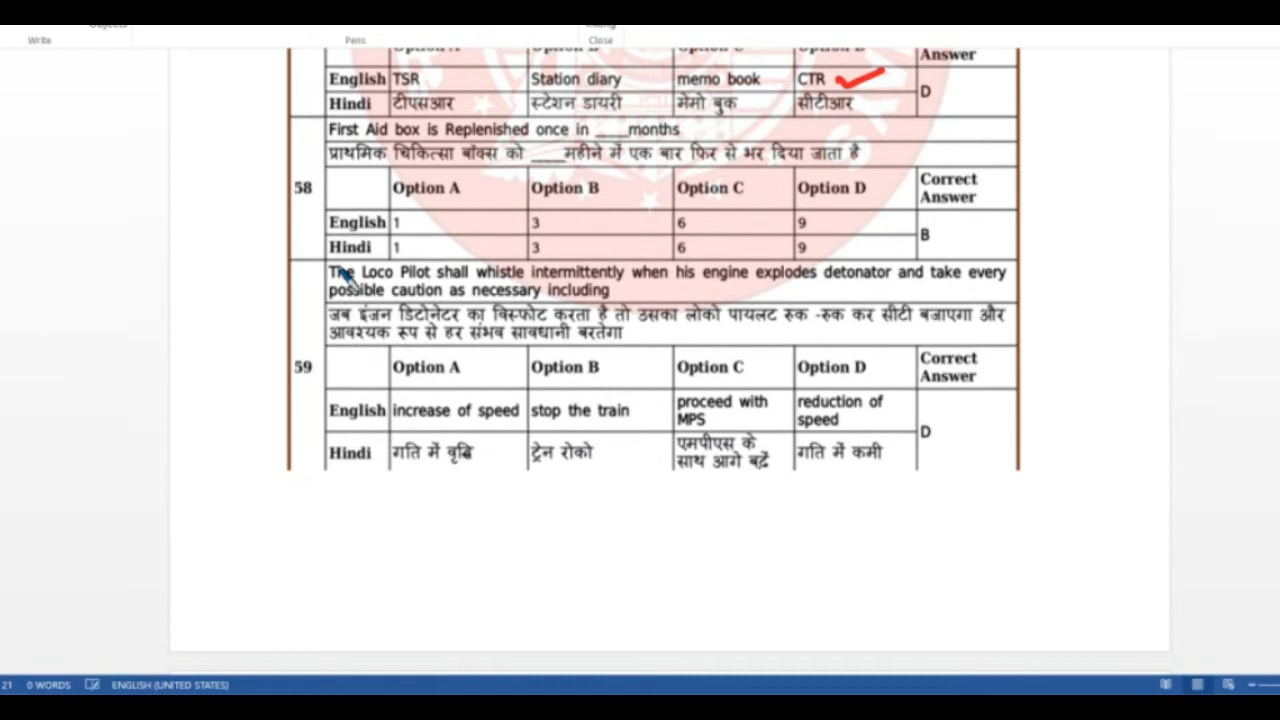 Write
Pens
Close
Answer
English TSR Station diary memo book CTR D
Hindi टीएसआर स्टेशन डायरी मेमो बुक सीटीआर
First Aid box is Replenished once in ____months
प्राथमिक चिकित्सा बॉक्स को ____महीने में एक बार फिर से भर दिया जाता है
58 Option A Option B Option C Option D Correct Answer
English 1 3 6 9 B
Hindi 1 3 6 9
The Loco Pilot shall whistle intermittently when his engine explodes detonator and take every
possible caution as necessary including
जब इंजन डिटोनेटर का विस्फोट करता है तो उसका लोको पायलट रुक -रुक कर सीटी बजाएगा और
आवश्यक रूप से हर संभव सावधानी बरतेगा
59 Option A Option B Option C Option D Correct Answer
English increase of speed stop the train proceed with MPS reduction of speed D
Hindi गति में वृद्धि ट्रेन रोको एमपीएस के साथ आगे बढ़ें गति में कमी
21 0 WORDS ENGLISH (UNITED STATES)